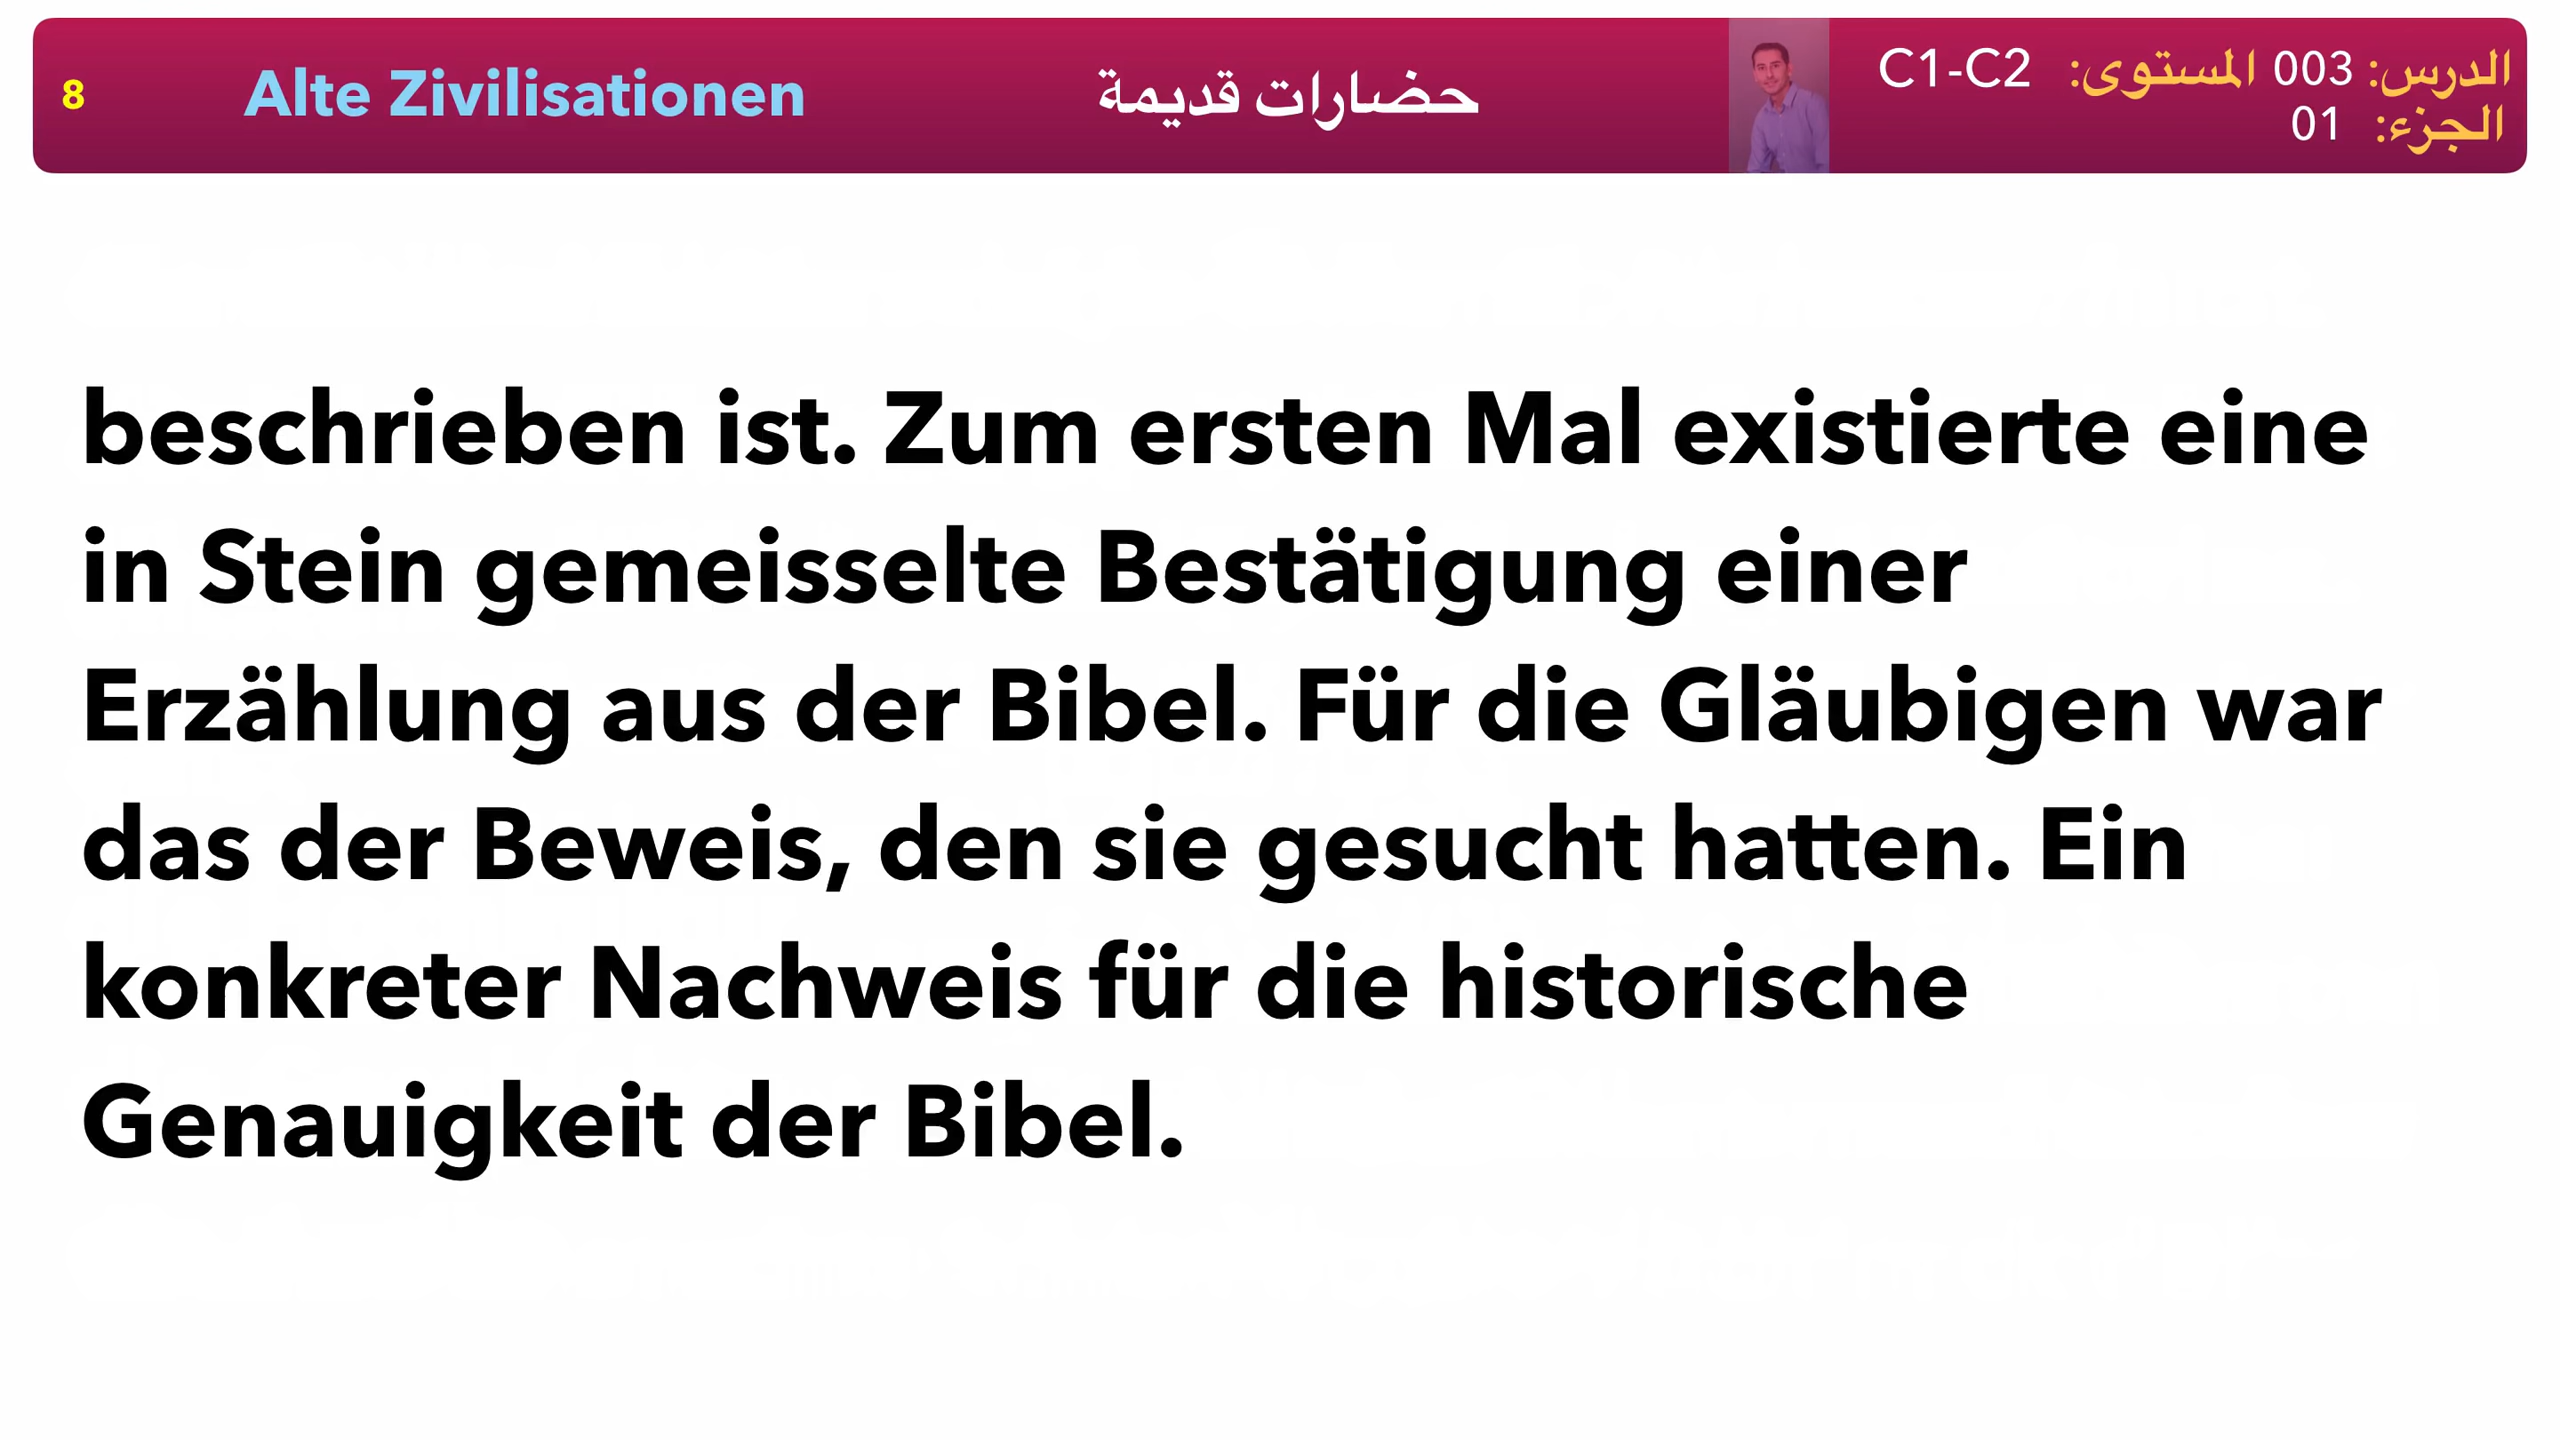 8
Alte Zivilisationen
حضارات قديمة
الدرس: 003 المستوى: C1-C2
الجزء: 01
beschrieben ist. Zum ersten Mal existierte eine
in Stein gemeisselte Bestätigung einer
Erzählung aus der Bibel. Für die Gläubigen war
das der Beweis, den sie gesucht hatten. Ein
konkreter Nachweis für die historische
Genauigkeit der Bibel.